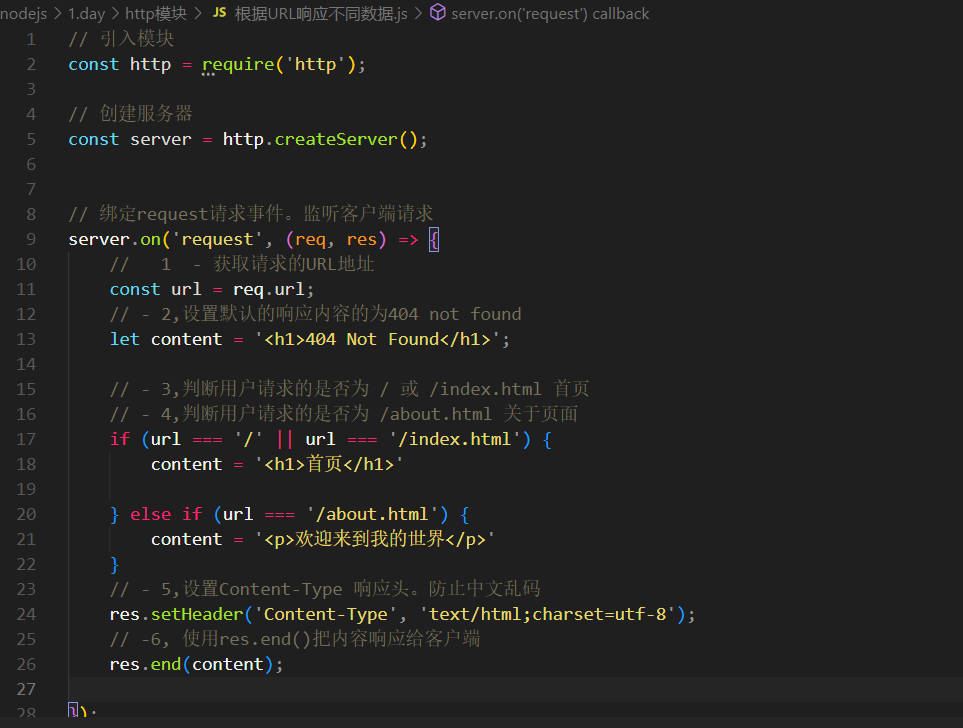 nodejs > 1.day > http模块 > JS 根据URL响应不同数据.js > server.on('request') callback
1 // 引入模块
2 const http = require('http');
3
4 // 创建服务器
5 const server = http.createServer();
6
7
8 // 绑定request请求事件。监听客户端请求
9 server.on('request', (req, res) => {
10 //   1  - 获取请求的URL地址
11 const url = req.url;
12 // - 2,设置默认的响应内容的为404 not found
13 let content = '<h1>404 Not Found</h1>';
14
15 // - 3,判断用户请求的是否为 / 或 /index.html 首页
16 // - 4,判断用户请求的是否为 /about.html 关于页面
17 if (url === '/' || url === '/index.html') {
18 content = '<h1>首页</h1>'
19
20 } else if (url === '/about.html') {
21 content = '<p>欢迎来到我的世界</p>'
22 }
23 // - 5,设置Content-Type 响应头。防止中文乱码
24 res.setHeader('Content-Type', 'text/html;charset=utf-8');
25 // -6, 使用res.end()把内容响应给客户端
26 res.end(content);
27
28 });